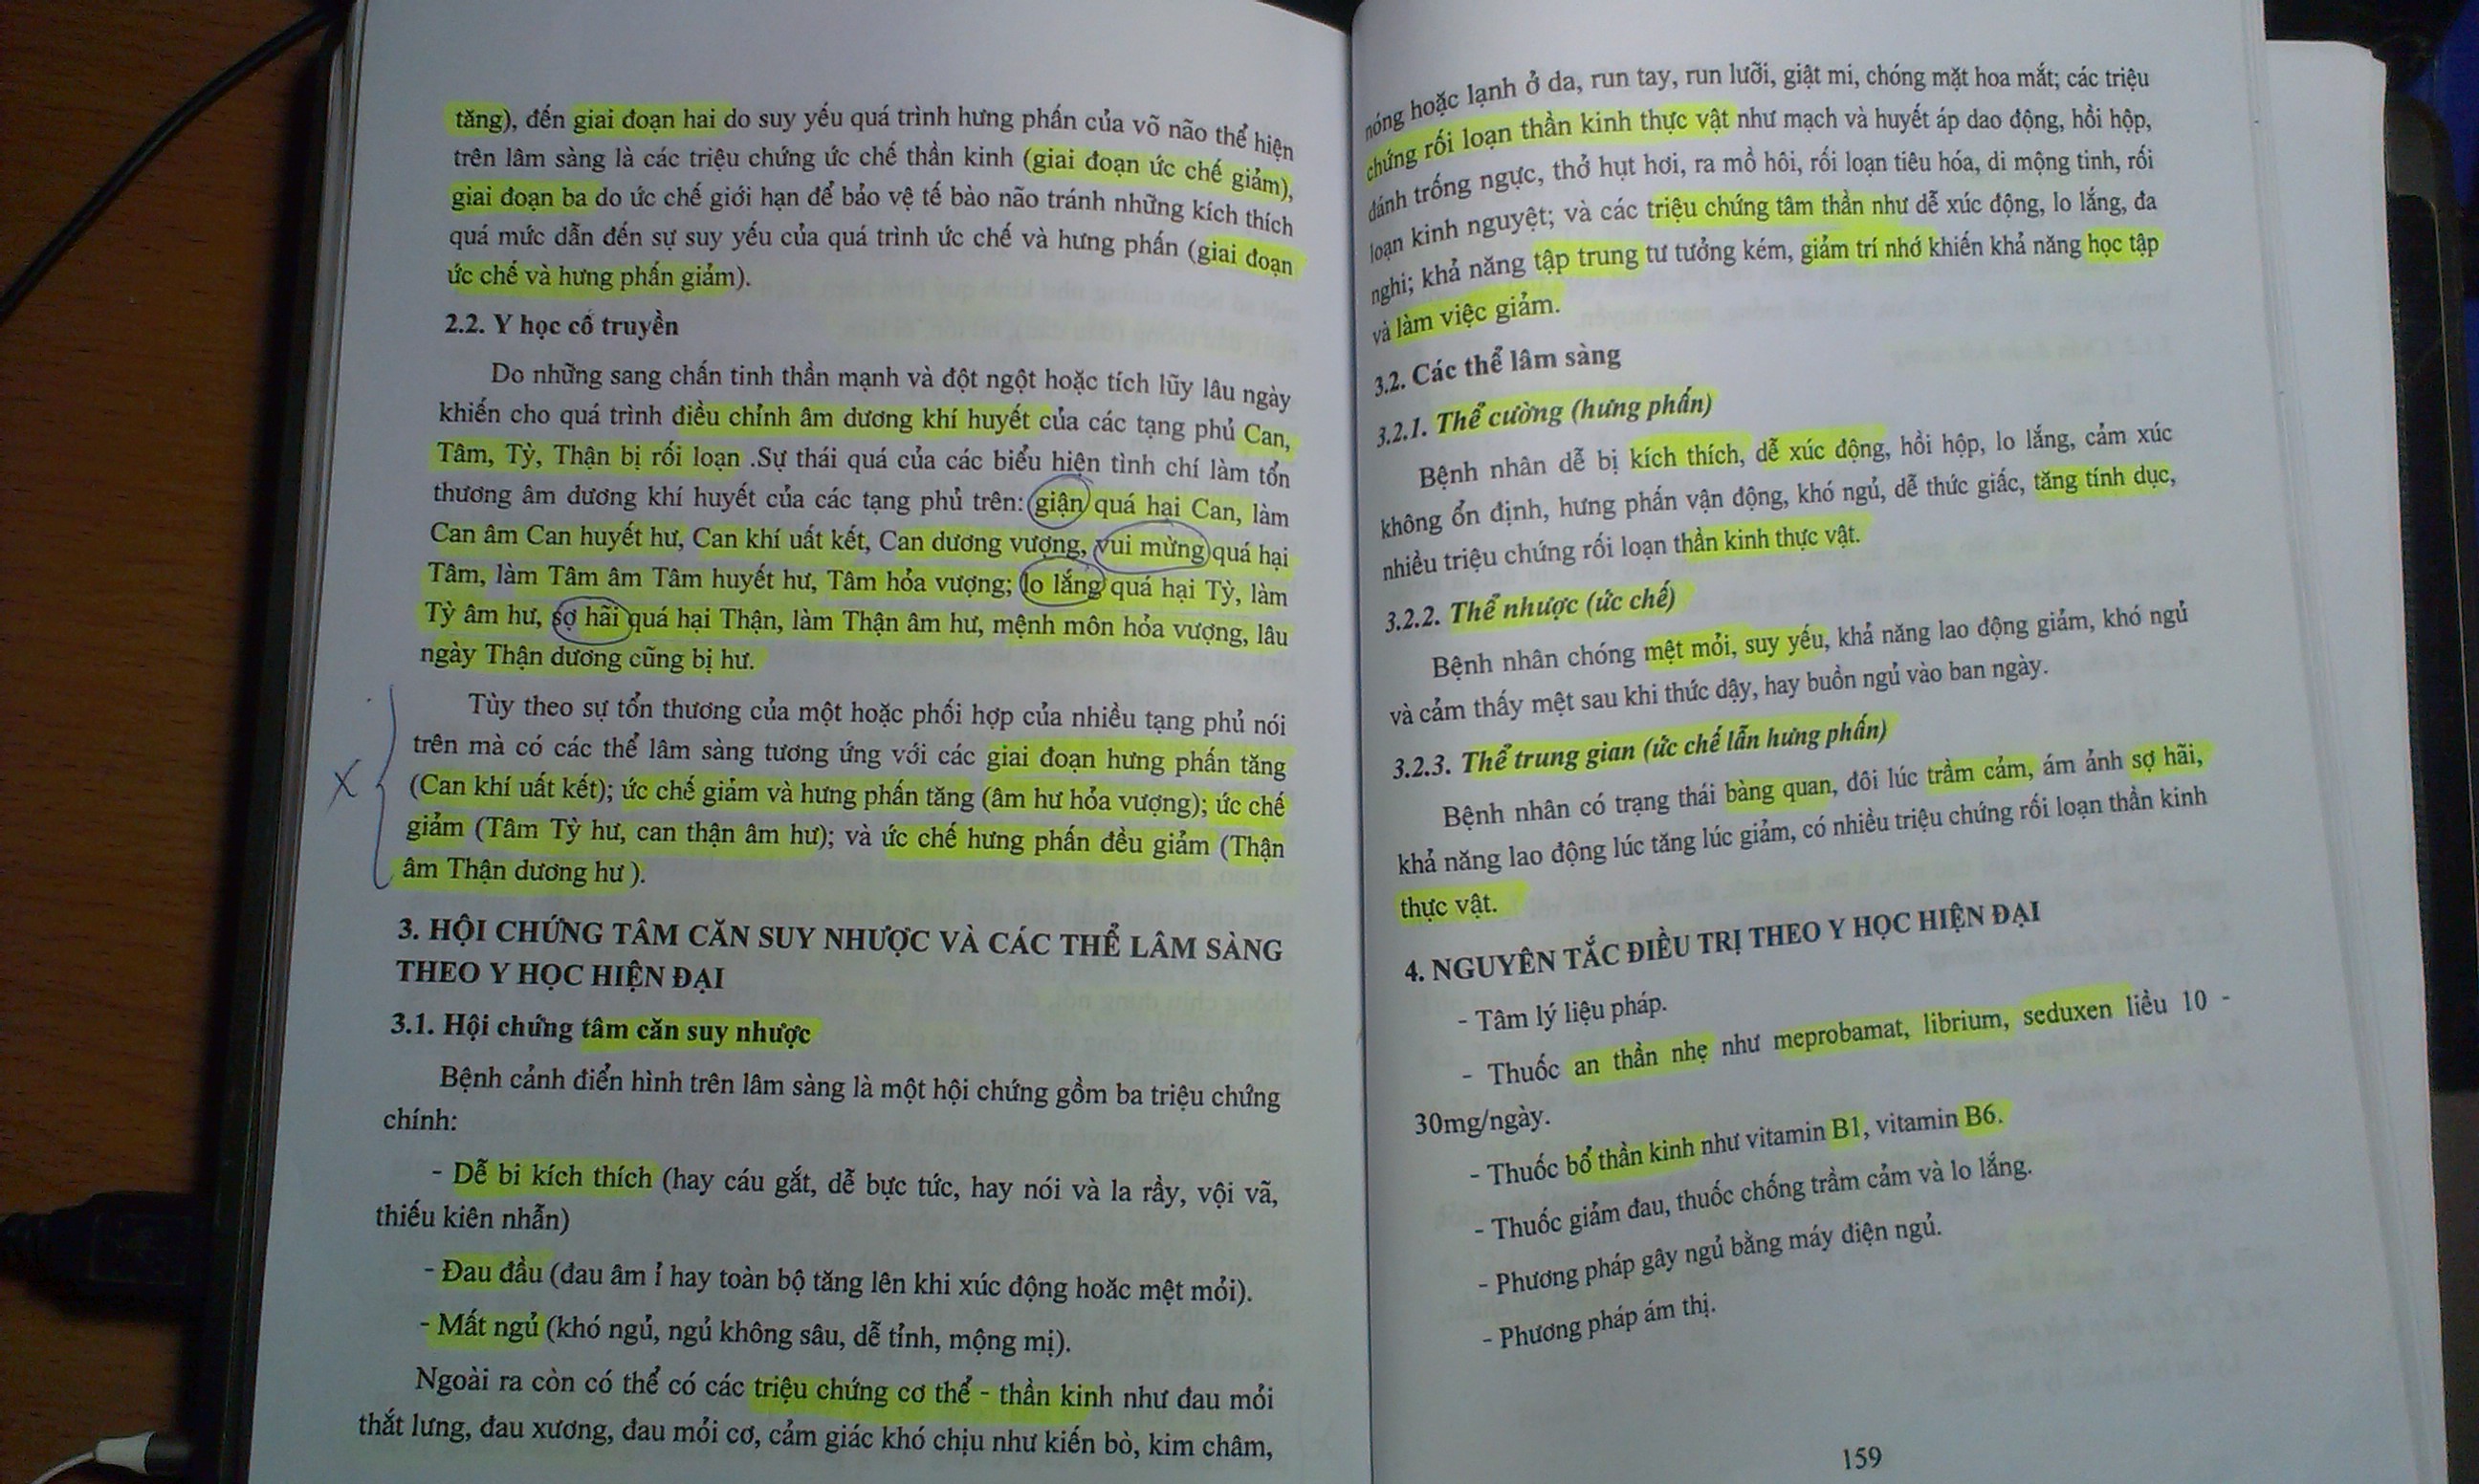 tăng), đến giai đoạn hai do suy yếu quá trình hưng phấn của võ não thể hiện
trên lâm sàng là các triệu chứng ức chế thần kinh (giai đoạn ức chế giảm),
giai đoạn ba do ức chế giới hạn để bảo vệ tế bào não tránh những kích thích
quá mức dẫn đến sự suy yếu của quá trình ức chế và hưng phấn (giai đoạn
ức chế và hưng phấn giảm).
2.2. Y học cổ truyền
Do những sang chấn tinh thần mạnh và đột ngột hoặc tích lũy lâu ngày
khiến cho quá trình điều chỉnh âm dương khí huyết của các tạng phủ Can,
Tâm, Tỳ, Thận bị rối loạn .Sự thái quá của các biểu hiện tình chí làm tổn
thương âm dương khí huyết của các tạng phủ trên: giận quá hại Can, làm
Can âm Can huyết hư, Can khí uất kết, Can dương vượng, vui mừng quá hại
Tâm, làm Tâm âm Tâm huyết hư, Tâm hỏa vượng; lo lắng quá hại Tỳ, làm
Tỳ âm hư, sợ hãi quá hại Thận, làm Thận âm hư, mệnh môn hỏa vượng, lâu
ngày Thận dương cũng bị hư.
Tùy theo sự tổn thương của một hoặc phối hợp của nhiều tạng phủ nói
trên mà có các thể lâm sàng tương ứng với các giai đoạn hưng phấn tăng
X (Can khí uất kết); ức chế giảm và hưng phấn tăng (âm hư hỏa vượng); ức chế
giảm (Tâm Tỳ hư, can thận âm hư); và ức chế hưng phấn đều giảm (Thận
âm Thận dương hư ).
3. HỘI CHỨNG TÂM CĂN SUY NHƯỢC VÀ CÁC THỂ LÂM SÀNG
THEO Y HỌC HIỆN ĐẠI
3.1. Hội chứng tâm căn suy nhược
Bệnh cảnh điển hình trên lâm sàng là một hội chứng gồm ba triệu chứng
chính:
- Dễ bi kích thích (hay cáu gắt, dễ bực tức, hay nói và la rầy, vội vã,
thiếu kiên nhẫn)
- Đau đầu (đau âm ỉ hay toàn bộ tăng lên khi xúc động hoăc mệt mỏi).
- Mất ngủ (khó ngủ, ngủ không sâu, dễ tỉnh, mộng mị).
Ngoài ra còn có thể có các triệu chứng cơ thể - thần kinh như đau mỏi
thắt lưng, đau xương, đau mỏi cơ, cảm giác khó chịu như kiến bò, kim châm,
nóng hoặc lạnh ở da, run tay, run lưỡi, giật mi, chóng mặt hoa mắt; các triệu
chứng rối loạn thần kinh thực vật như mạch và huyết áp dao động, hồi hộp,
đánh trống ngực, thở hụt hơi, ra mồ hôi, rối loạn tiêu hóa, di mộng tinh, rối
loạn kinh nguyệt; và các triệu chứng tâm thần như dễ xúc động, lo lắng, đa
nghi; khả năng tập trung tư tưởng kém, giảm trí nhớ khiến khả năng học tập
và làm việc giảm.
3.2. Các thể lâm sàng
3.2.1. Thể cường (hưng phấn)
Bệnh nhân dễ bị kích thích, dễ xúc động, hồi hộp, lo lắng, cảm xúc
không ổn định, hưng phấn vận động, khó ngủ, dễ thức giấc, tăng tính dục,
nhiều triệu chứng rối loạn thần kinh thực vật.
3.2.2. Thể nhược (ức chế)
Bệnh nhân chóng mệt mỏi, suy yếu, khả năng lao động giảm, khó ngủ
và cảm thấy mệt sau khi thức dậy, hay buồn ngủ vào ban ngày.
3.2.3. Thể trung gian (ức chế lẫn hưng phấn)
Bệnh nhân có trạng thái bàng quan, đôi lúc trầm cảm, ám ảnh sợ hãi,
khả năng lao động lúc tăng lúc giảm, có nhiều triệu chứng rối loạn thần kinh
thực vật.
4. NGUYÊN TẮC ĐIỀU TRỊ THEO Y HỌC HIỆN ĐẠI
- Tâm lý liệu pháp.
- Thuốc an thần nhẹ như meprobamat, librium, seduxen liều 10 -
30mg/ngày.
- Thuốc bổ thần kinh như vitamin B1, vitamin B6.
- Thuốc giảm đau, thuốc chống trầm cảm và lo lắng.
- Phương pháp gây ngủ bằng máy điện ngủ.
- Phương pháp ám thị.
159